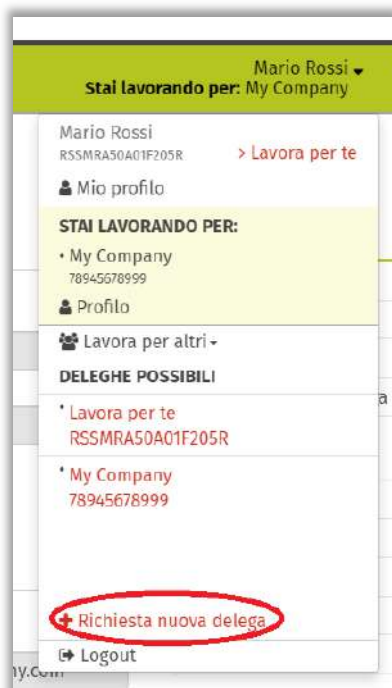 Mario Rossi
Stai lavorando per: My Company
Mario Rossi
RSSMRA50A01F205R > Lavora per te
Mio profilo
STAI LAVORANDO PER:
• My Company
78945678999
Profilo
Lavora per altri
DELEGHE POSSIBILI
• Lavora per te
RSSMRA50A01F205R
• My Company
78945678999
+ Richiesta nuova delega
Logout